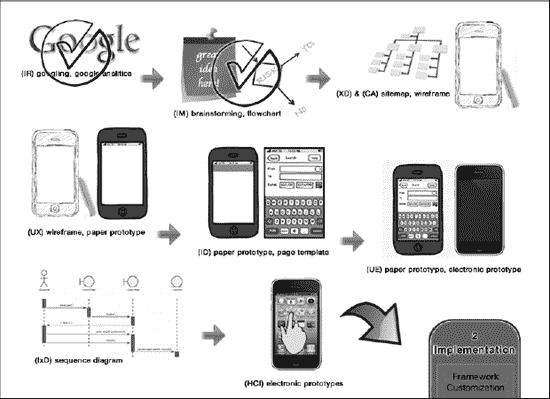 Google
(IR) googling, google analitics
great
idea
here!
RISK
YES
NO
(IM) brainstorming, flowchart
(XD) & (CA) sitemap, wireframe
(UX) wireframe, paper prototype
Search
(ID) paper prototype, page template
(UE) paper prototype, electronic prototype
(IxD) sequence diagram
(HCI) electronic prototypes
2
Implementation
Framework
Customization